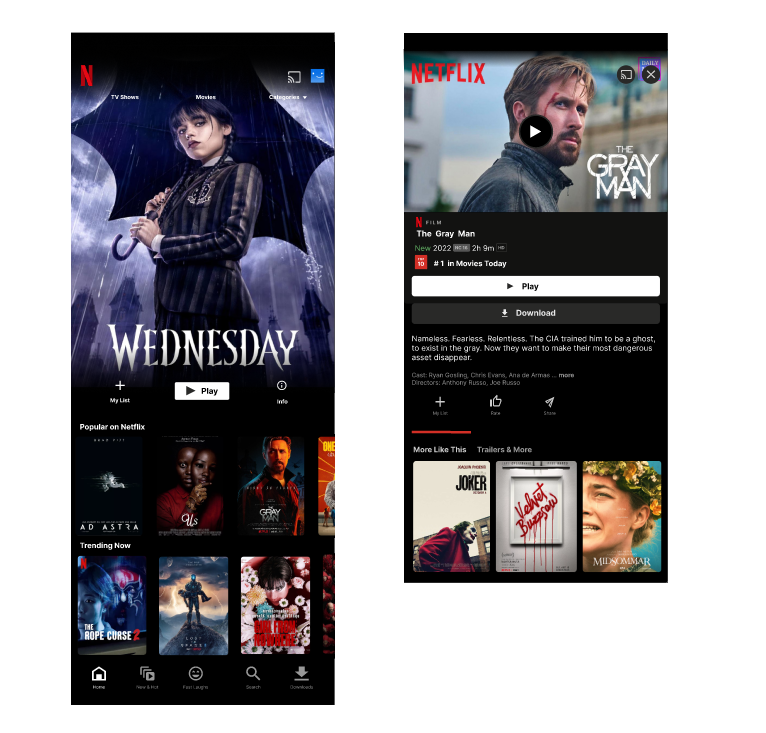 N
TV Shows Movies Categories
WEDNESDAY
My List Play Info
Popular on Netflix
BRAD PITT
AD ASTRA
Us
THE
GRAY
MAN
Trending Now
N
THE
ROPE CURSE 2
LOST
Home New & Hot Fast Laughs Search Downloads
NETFLIX
DAILY
THE
GRAY
MAN
N FILM
The Gray Man
New 2022 2h 9m HD
TOP
10
# 1 in Movies Today
Play
Download
Nameless. Fearless. Relentless. The CIA trained him to be a ghost,
to exist in the gray. Now they want to make their most dangerous
asset disappear.
Cast: Ryan Gosling, Chris Evans, Ana de Armas ... more
Directors: Anthony Russo, Joe Russo
My List Rate Share
More Like This Trailers & More
JOAQUIN PHOENIX
JOKER
Velvet
Buzzsaw
MIDSOMMAR